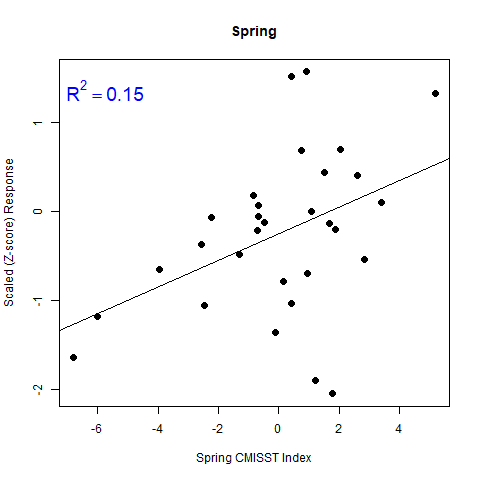 Spring
R² = 0.15
Scaled (Z-score) Response
1
0
-1
-2
-6 -4 -2 0 2 4
Spring CMISST Index